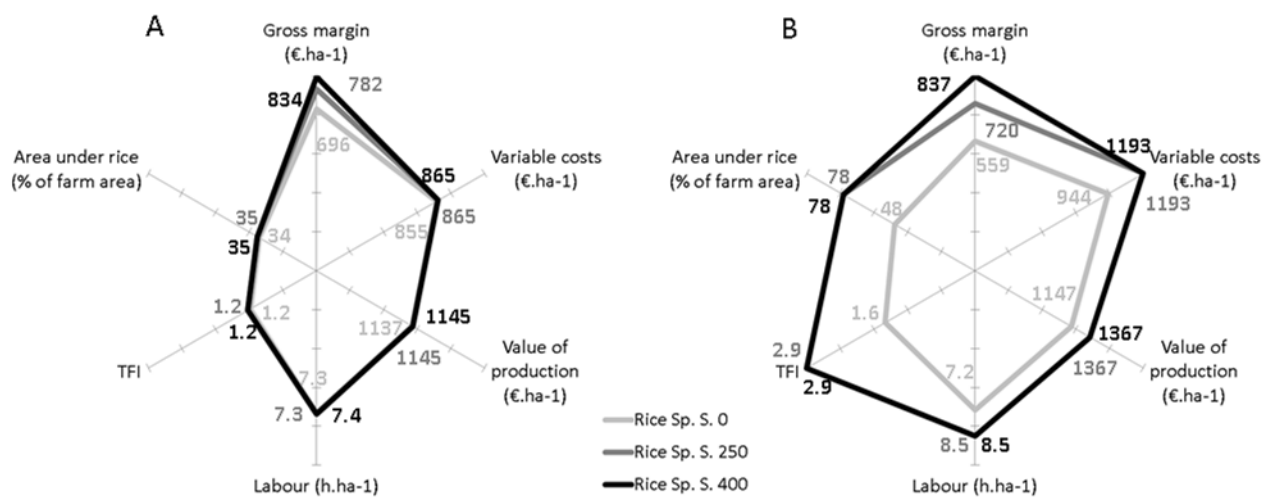 A
Gross margin
(€.ha-1)
834
782
696
Area under rice
(% of farm area)
Variable costs
(€.ha-1)
865
865
855
35
34
35
1.2
1.2
1.2
TFI
1137
1145
1145
Value of
production
(€.ha-1)
7.3
7.3
7.4
Labour (h.ha-1)
Rice Sp. S. 0
Rice Sp. S. 250
Rice Sp. S. 400
B
Gross margin
(€.ha-1)
837
720
559
Area under rice
(% of farm area)
1193
Variable costs
(€.ha-1)
944
1193
78
78
48
1.6
2.9
TFI
2.9
1147
1367
1367
Value of
production
(€.ha-1)
7.2
8.5
8.5
Labour (h.ha-1)